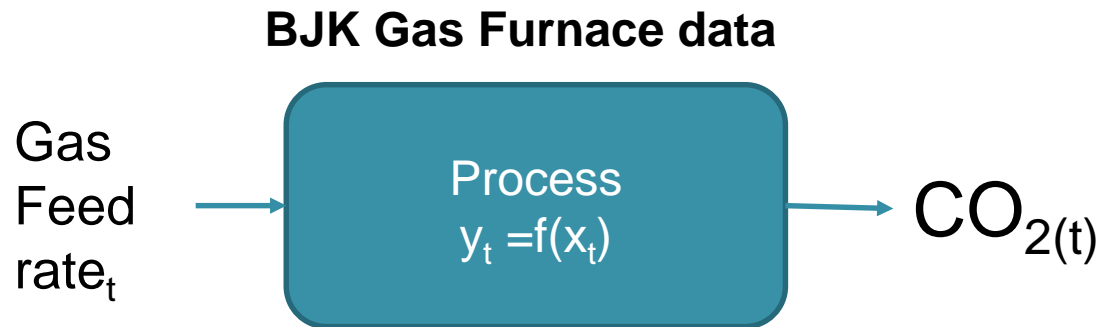 BJK Gas Furnace data
Gas
Feed
rateₜ
Process
yₜ =f(xₜ)
CO₂₍ₜ₎